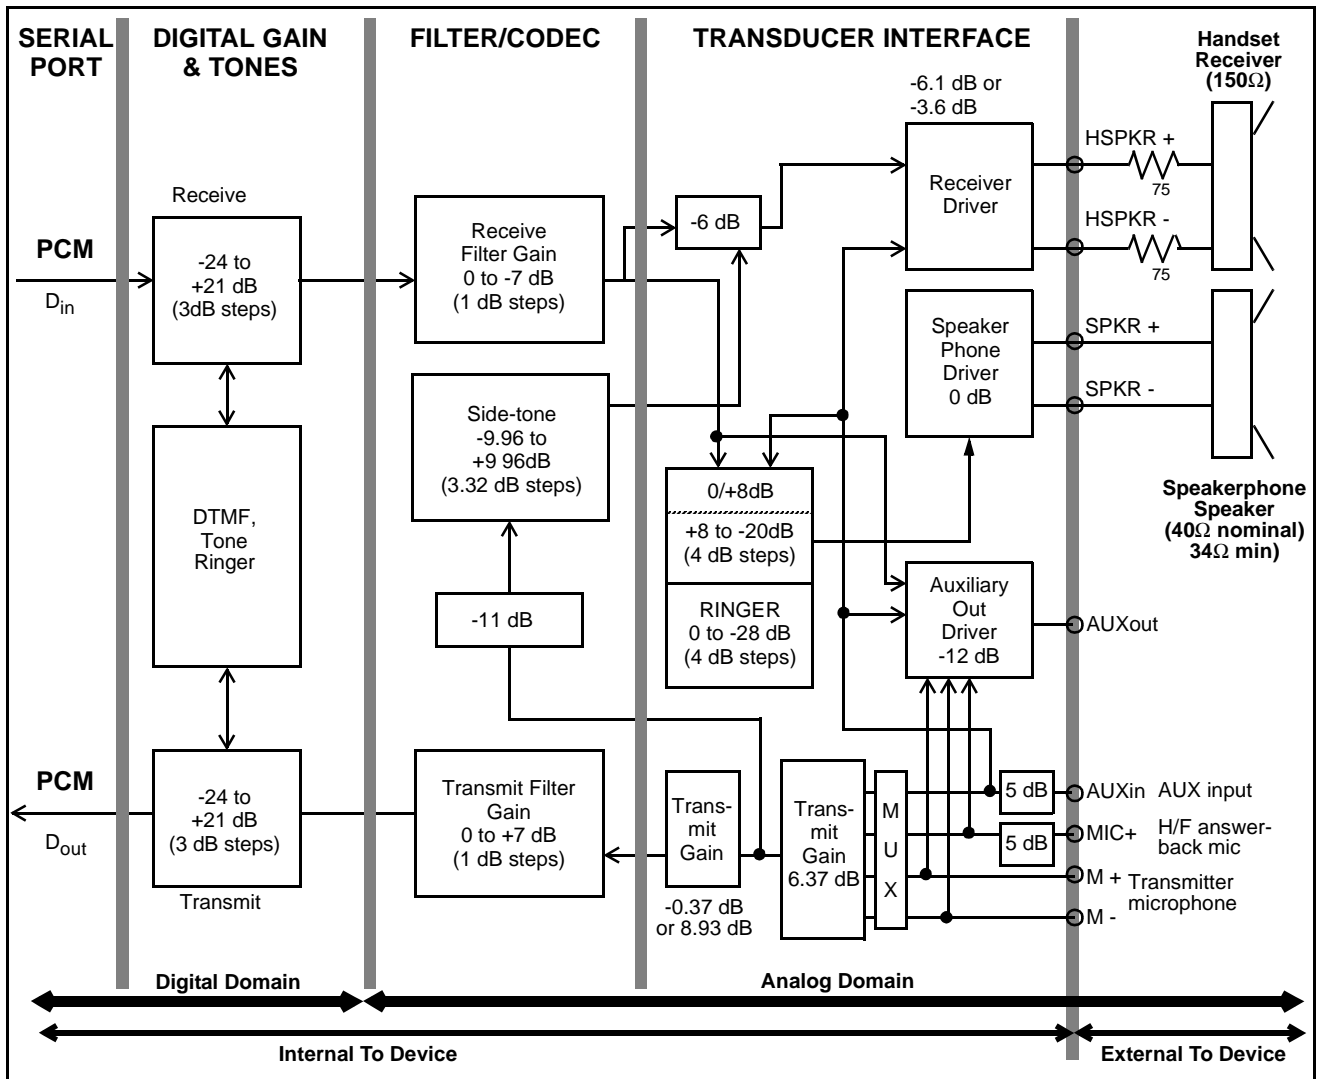 SERIAL PORT
DIGITAL GAIN & TONES
FILTER/CODEC
TRANSDUCER INTERFACE
Handset
Receiver
(150Ω)
-6.1 dB or
-3.6 dB
HSPKR +
75
Receiver
Driver
HSPKR -
75
Receive
PCM
D in
-24 to
+21 dB
(3dB steps)
Receive
Filter Gain
0 to -7 dB
(1 dB steps)
-6 dB
Speaker
Phone
Driver
0 dB
SPKR +
SPKR -
Speakerphone
Speaker
(40Ω nominal)
34Ω min)
Side-tone
-9.96 to
+9 96dB
(3.32 dB steps)
DTMF,
Tone
Ringer
0/+8dB
+8 to -20dB
(4 dB steps)
RINGER
0 to -28 dB
(4 dB steps)
-11 dB
Auxiliary
Out
Driver
-12 dB
AUXout
PCM
D out
-24 to
+21 dB
(3 dB steps)
Transmit
Transmit Filter
Gain
0 to +7 dB
(1 dB steps)
Trans-
mit
Gain
-0.37 dB
or 8.93 dB
Trans-
mit
Gain
6.37 dB
M
U
X
5 dB
AUXin AUX input
5 dB
MIC+ H/F answer-
back mic
M + Transmitter
microphone
M -
Digital Domain
Analog Domain
Internal To Device
External To Device